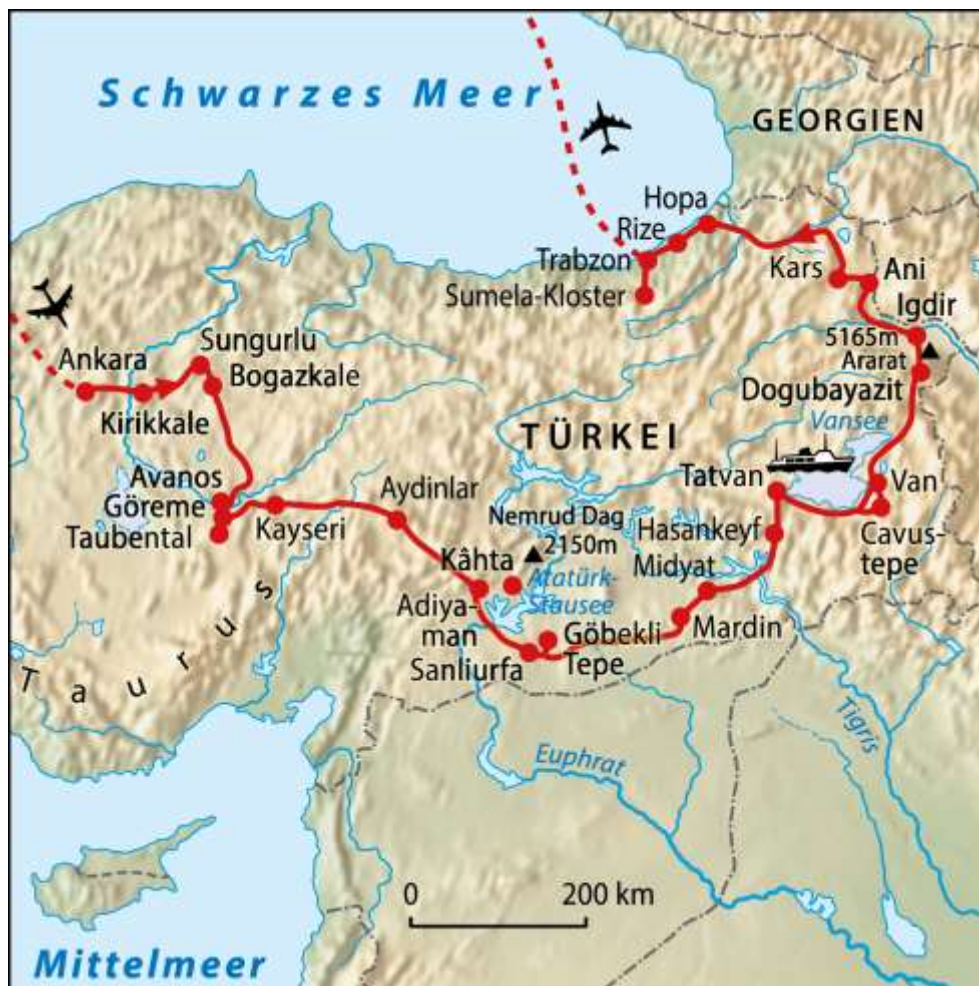 Schwarzes Meer
GEORGIEN
Hopa
Rize
Trabzon
Sumela-Kloster
Kars
Ani
Igdir
5165m
Ararat
Dogubayazit
Ankara
Sungurlu
Bogazkale
Kirikkale
TÜRKEI
Vansee
Tatvan
Van
Avanos
Göreme
Taubental
Kayseri
Aydinlar
Nemrud Dag
2150m
Hasankeyf
Cavus-
tepe
Kâhta
Atatürk-
Stausee
Midyat
Adiya-
man
Göbekli
Tepe
Mardin
Sanliurfa
Taurus
Euphrat
Tigris
0 200 km
Mittelmeer